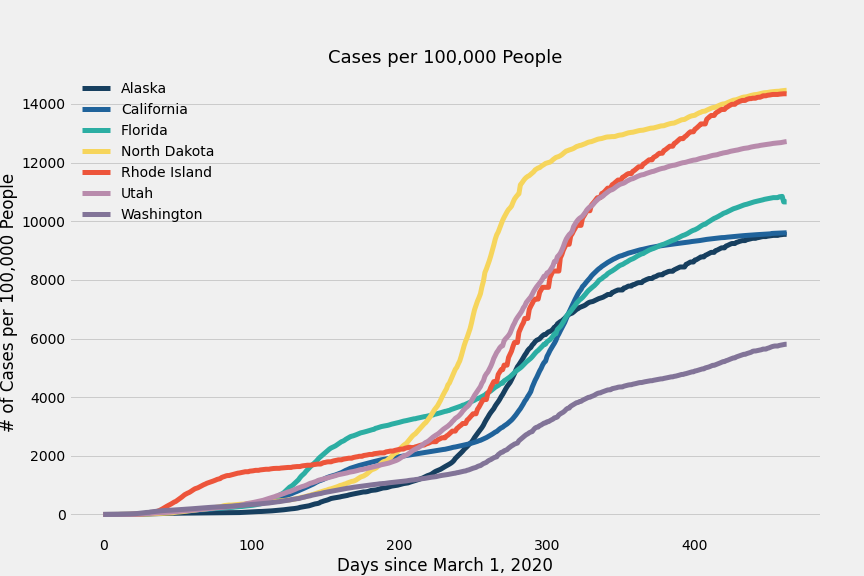 Cases per 100,000 People
Alaska
California
Florida
North Dakota
Rhode Island
Utah
Washington
14000
12000
10000
8000
6000
4000
2000
0
# of Cases per 100,000 People
0 100 200 300 400
Days since March 1, 2020